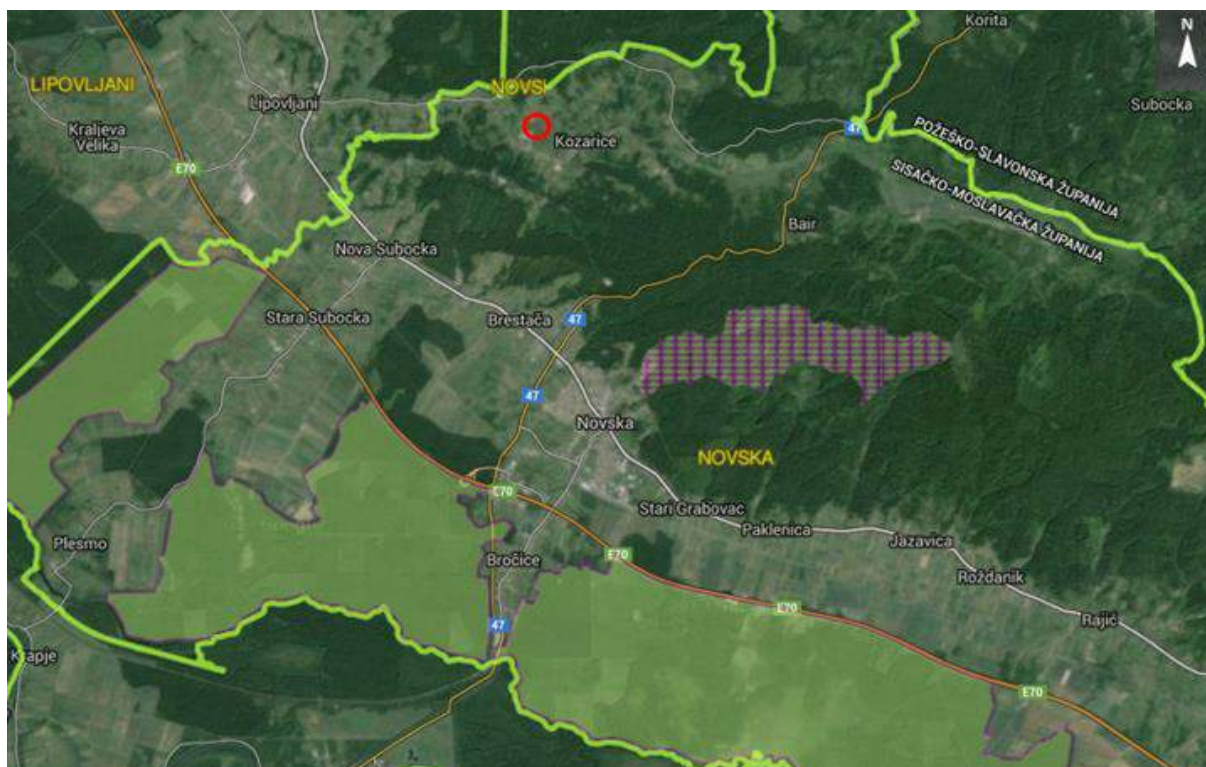 Korita
N
LIPOVLJANI
NOVSI
Lipovljani
Subocka
Kraljeva
Velika
Kozarice
47
POŽEŠKO-SLAVONSKA ŽUPANIJA
SISAČKO-MOSLAVAČKA ŽUPANIJA
E70
Bair
Nova Subocka
Stara Subocka
Brestača
47
47
Novska
NOVSKA
E70
Stari Grabovac
Paklenica
Jazavica
Plesmo
Bročice
E70
Roždanik
E70
Rajić
47
Krapje
E70